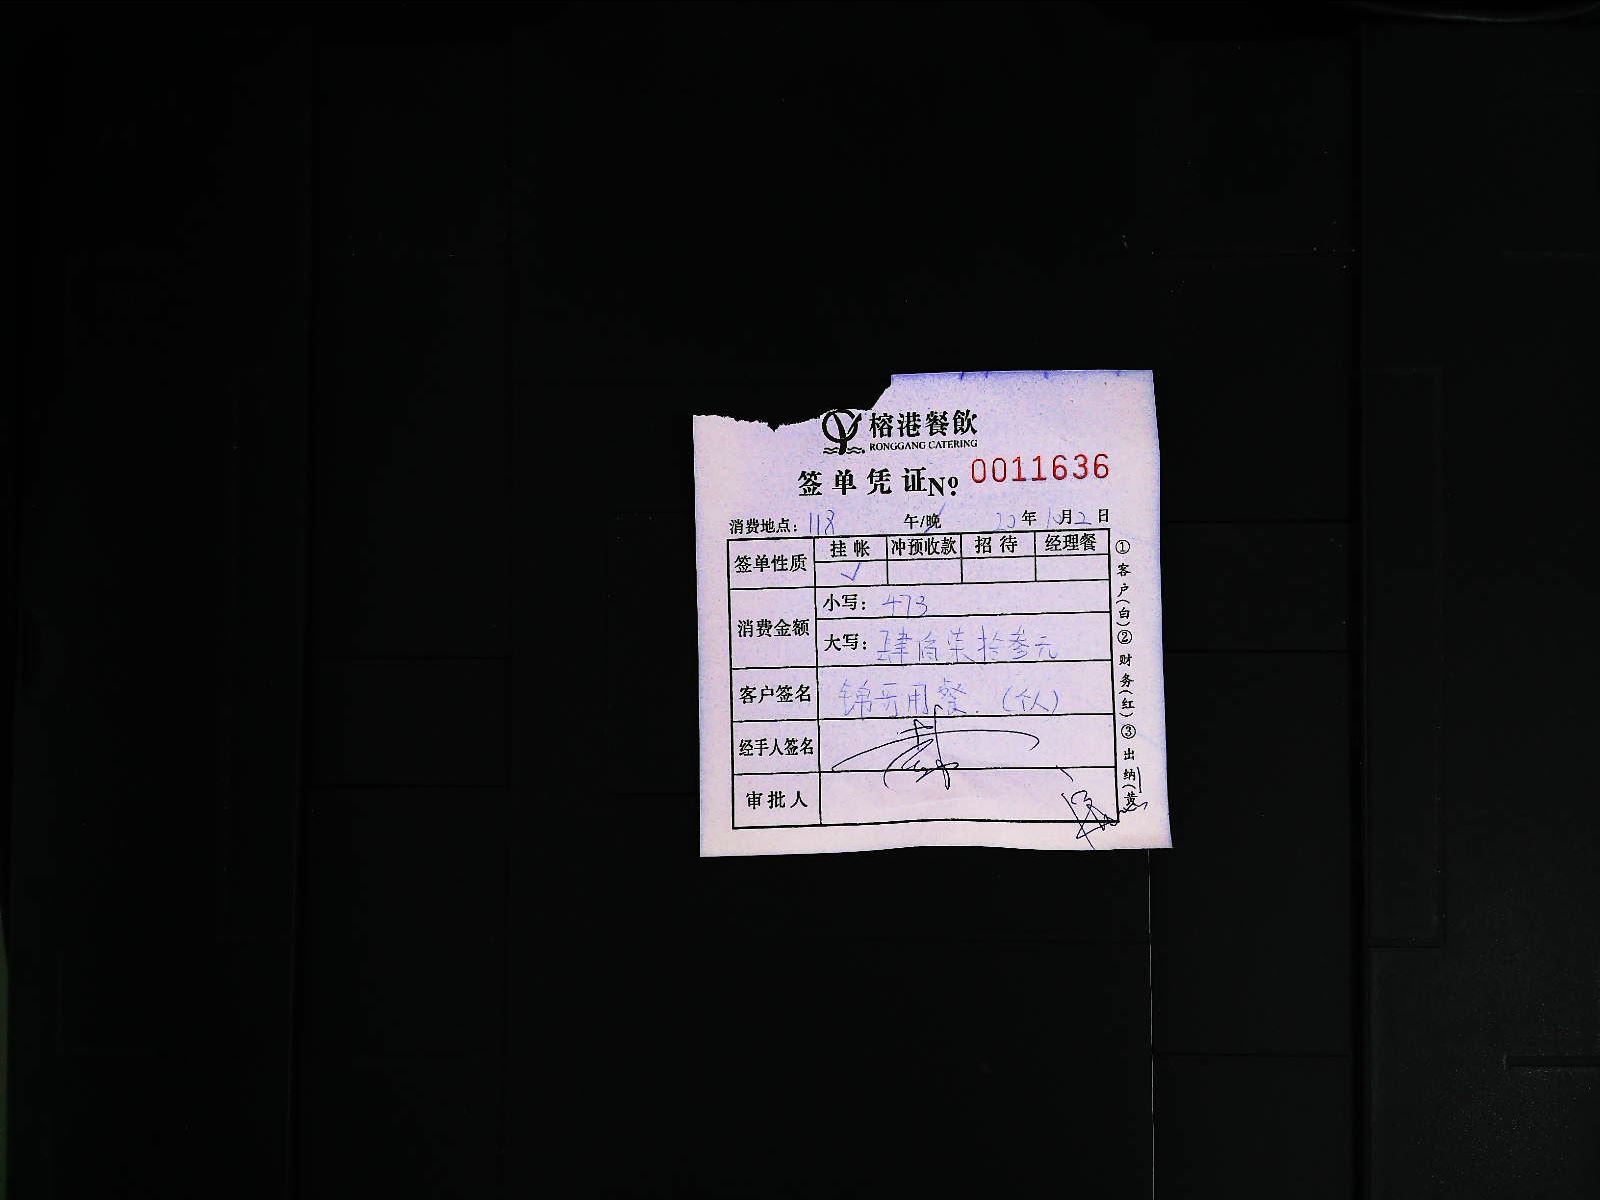 榕港餐飲
RONGGANG CATERING
签单凭证 Nº 0011636
消费地点：118 午/晚 20年10月2日
签单性质 挂帐 冲预收款 招待 经理餐
✓
消费金额 小写：473
大写：肆佰柒拾参元
客户签名 锦哥用餐.（个人）
经手人签名
审批人
①客户(白)②财务(红)③出纳(黄)